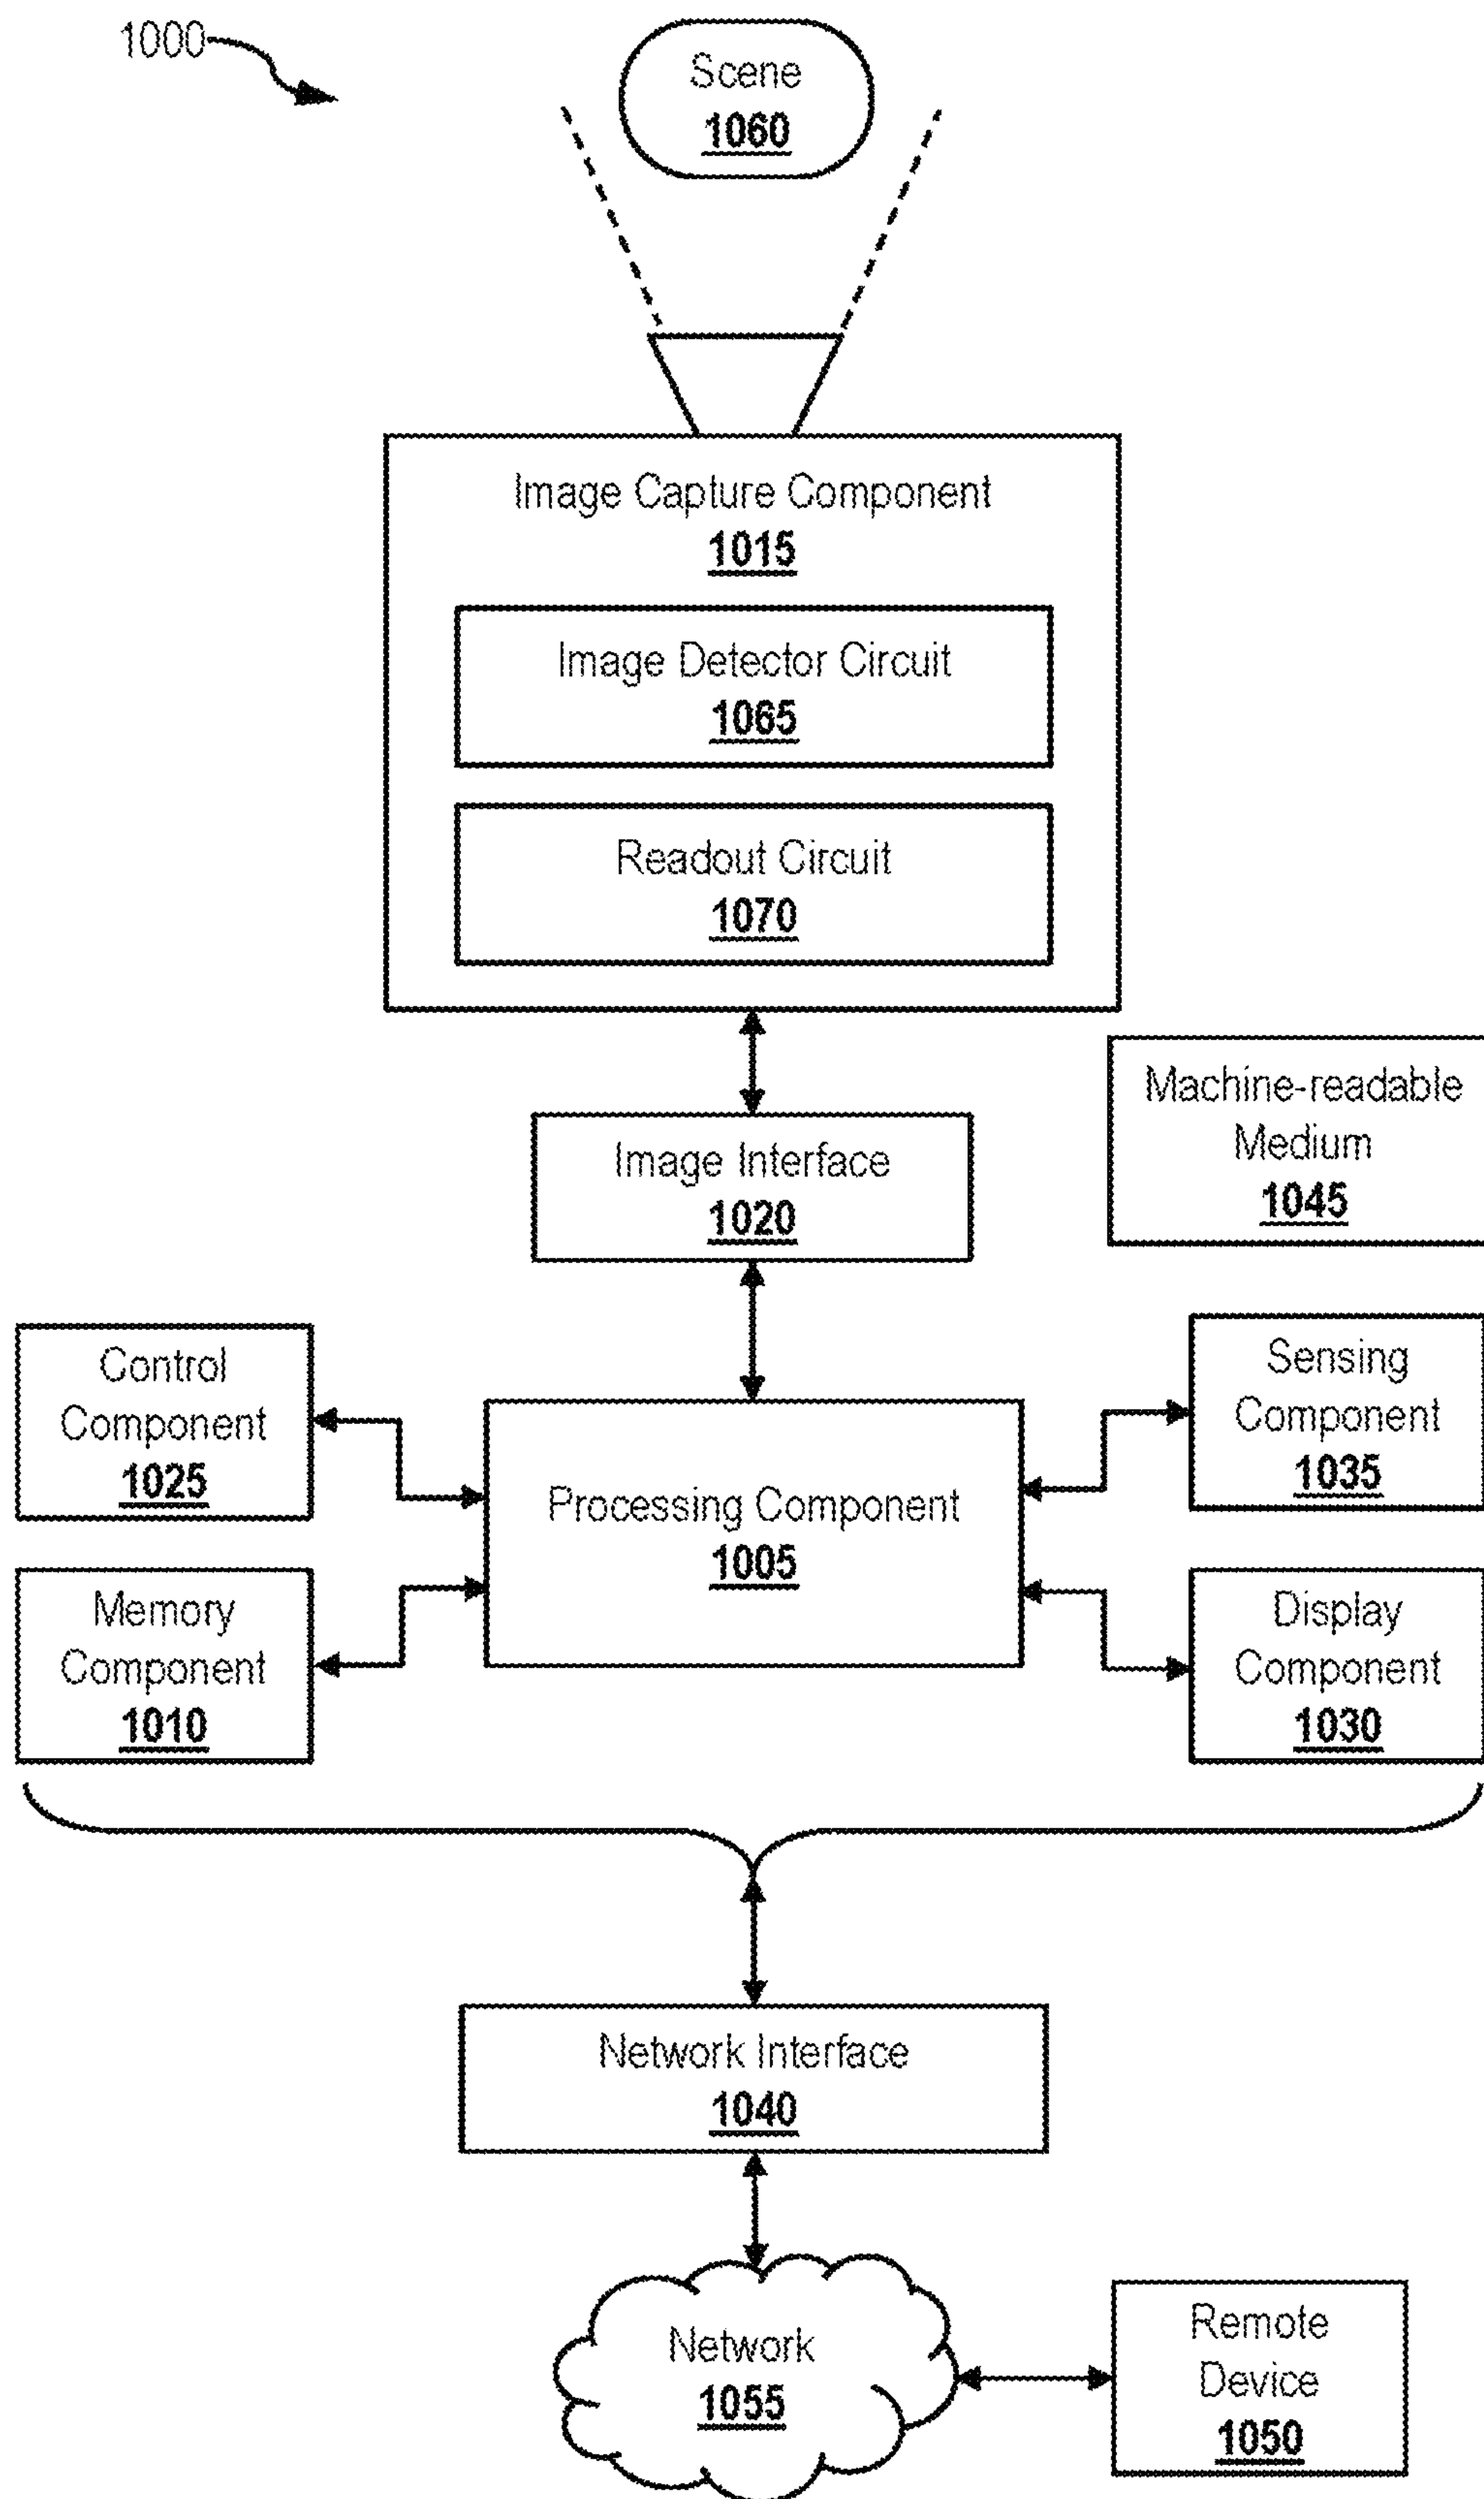 1000
Scene
1060
Image Capture Component
1015
Image Detector Circuit
1065
Readout Circuit
1070
Machine-readable
Medium
1045
Image Interface
1020
Control
Component
1025
Sensing
Component
1035
Processing Component
1005
Memory
Component
1010
Display
Component
1030
Network Interface
1040
Network
1055
Remote
Device
1050